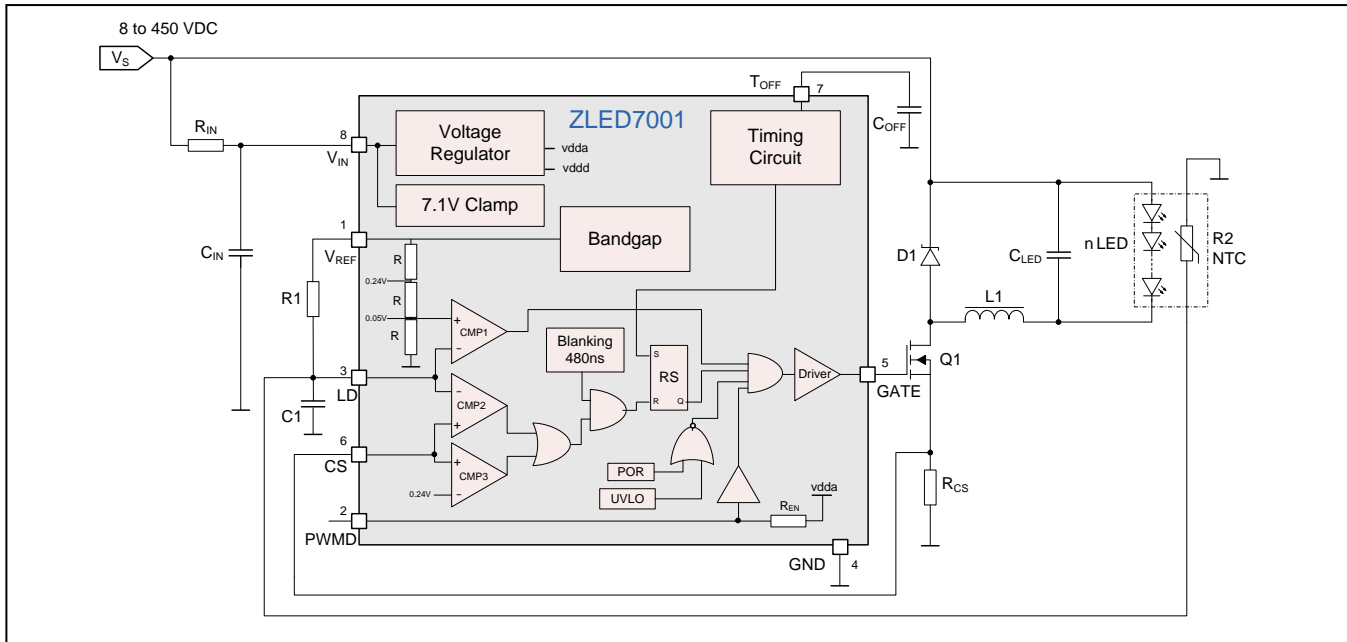 8 to 450 VDC
VS
TOFF
7
ZLED7001
COFF
RIN
8
VIN
Voltage
Regulator
vdda
vddd
Timing
Circuit
7.1V Clamp
1
VREF
Bandgap
CIN
R
0.24V
R
0.05V
R
R1
CMP1
Blanking
480ns
S
RS
R
Q
Driver
5
GATE
D1
L1
CLED
n LED
R2
NTC
Q1
3
LD
C1
CMP2
6
CS
CMP3
0.24V
POR
UVLO
vdda
REN
RCS
2
PWMD
GND
4